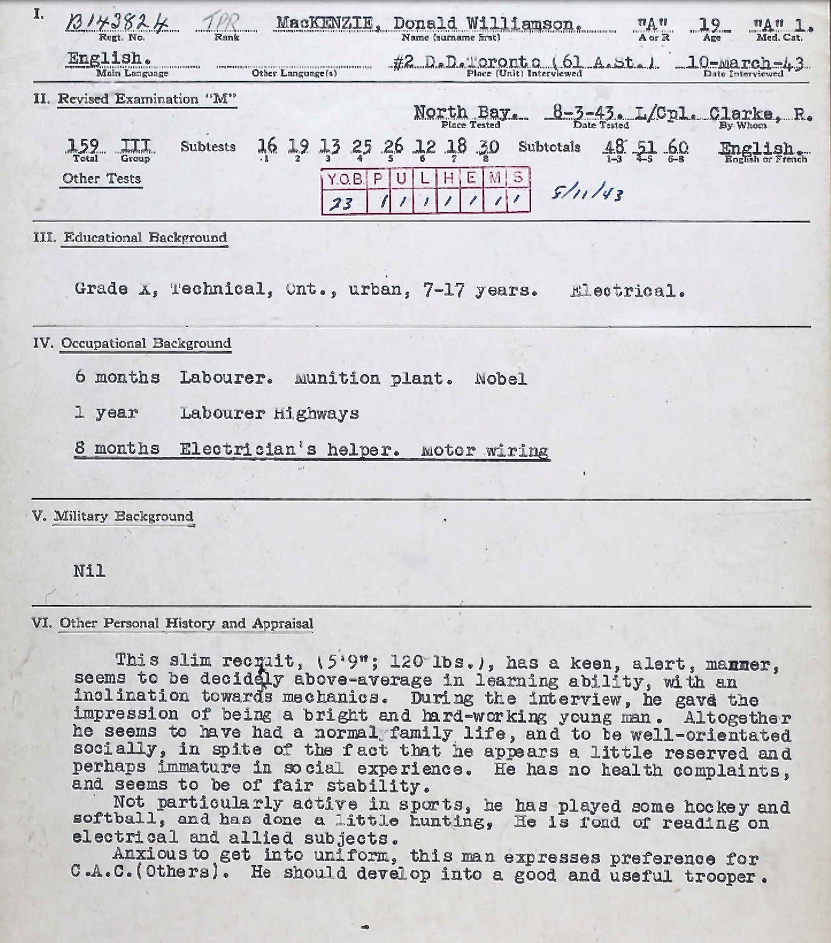 I. B143824 TPR MacKENZIE, Donald Williamson. "A" 19 "A" 1.
Regt. No. Rank Name (surname first) A or R Age Med. Cat.
English. #2 D.D.Toronto (61 A.St.) 10-March-43
Main Language Other Language(s) Place (Unit) Interviewed Date Interviewed
II. Revised Examination "M"
North Bay. 8-3-43. L/Cpl. Clarke, R.
Place Tested Date Tested By Whom
159 III Subtests 16 19 13 25 26 12 18 30 Subtotals 48 51 60 English.
Total Group 1 2 3 4 5 6 7 8 1-3 4-5 6-8 English or French
Other Tests
Y.O.B. P U L H E M S
23 1 1 1 1 1 1 1 5/11/43
III. Educational Background
Grade X, Technical, Ont., urban, 7-17 years. Electrical.
IV. Occupational Background
6 months Labourer. Munition plant. Nobel
1 year Labourer Highways
8 months Electrician's helper. Motor wiring
V. Military Background
Nil
VI. Other Personal History and Appraisal
This slim recruit, (5'9"; 120 lbs.), has a keen, alert, manner,
seems to be decidely above-average in learning ability, with an
inclination towards mechanics. During the interview, he gave the
impression of being a bright and hard-working young man. Altogether
he seems to have had a normal family life, and to be well-orientated
socially, in spite of the fact that he appears a little reserved and
perhaps immature in social experience. He has no health complaints,
and seems to be of fair stability.
Not particularly active in sports, he has played some hockey and
softball, and has done a little hunting, He is fond of reading on
electrical and allied subjects.
Anxious to get into uniform, this man expresses preference for
C.A.C.(Others). He should develop into a good and useful trooper.